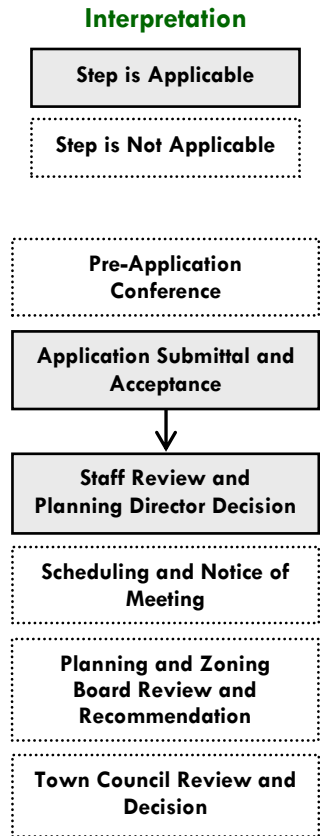 Interpretation
Step is Applicable
Step is Not Applicable
Pre-Application
Conference
Application Submittal and
Acceptance
Staff Review and
Planning Director Decision
Scheduling and Notice of
Meeting
Planning and Zoning
Board Review and
Recommendation
Town Council Review and
Decision